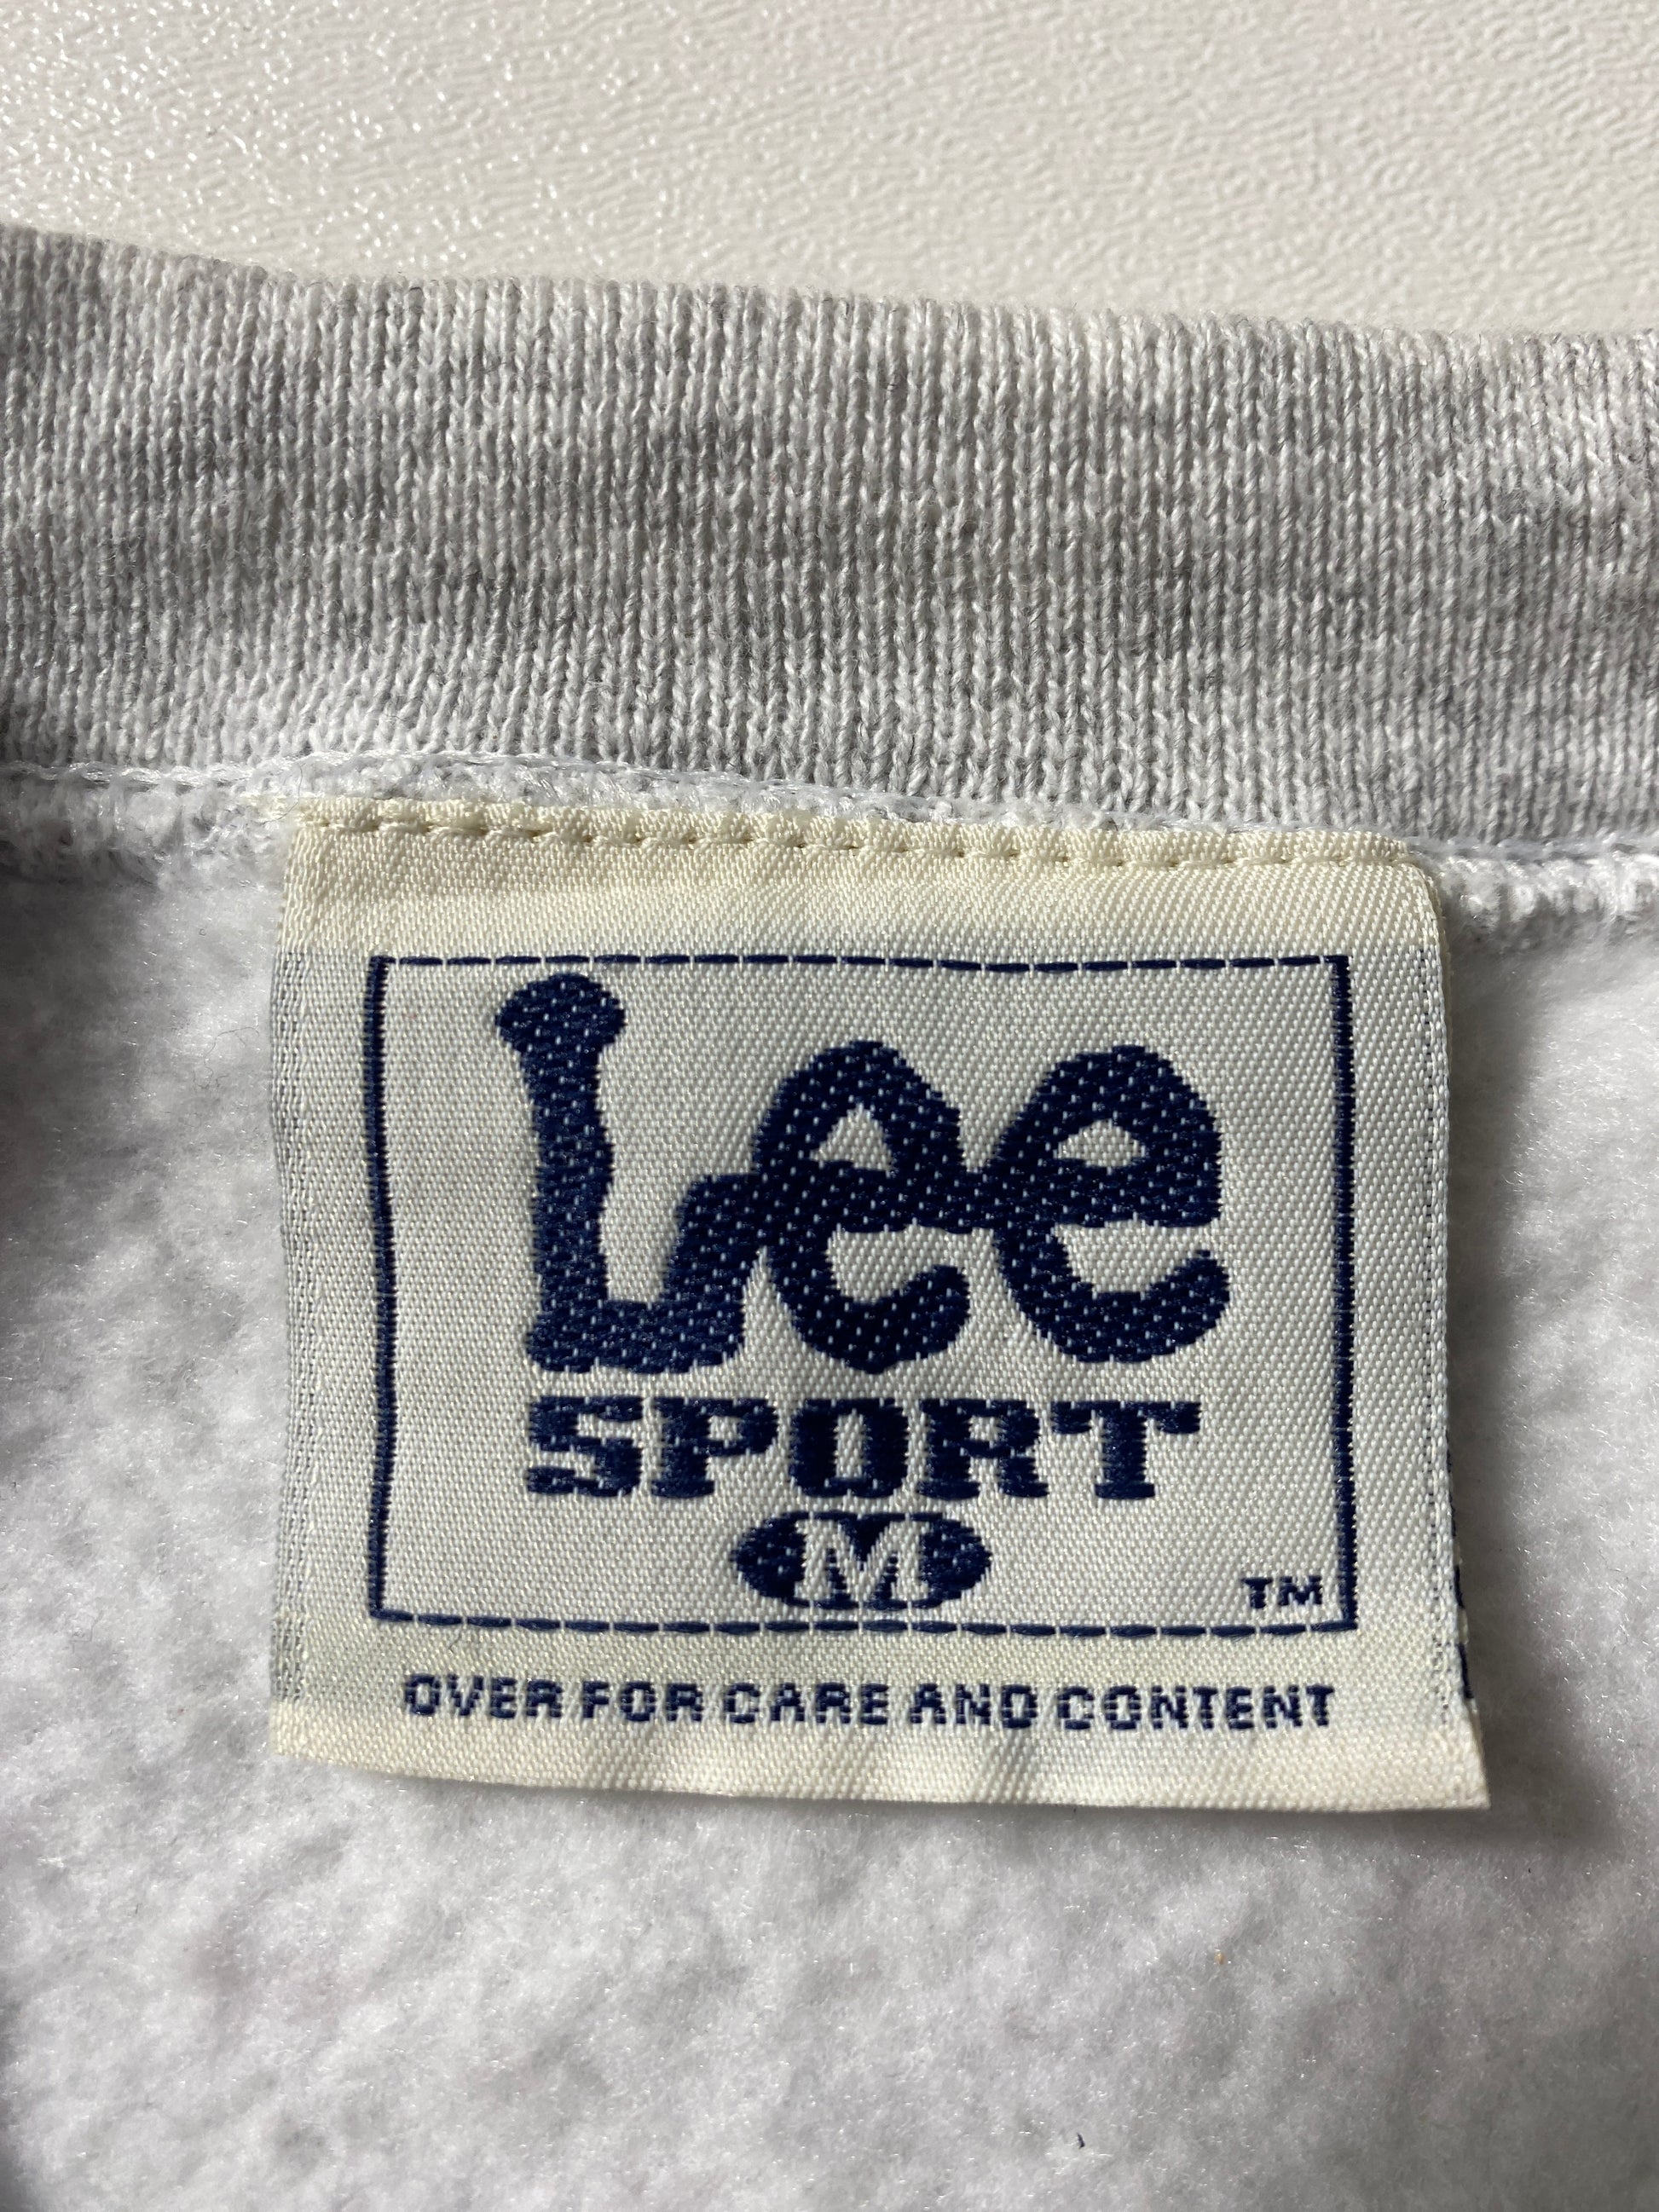 Lee
SPORT
M
TM
OVER FOR CARE AND CONTENT